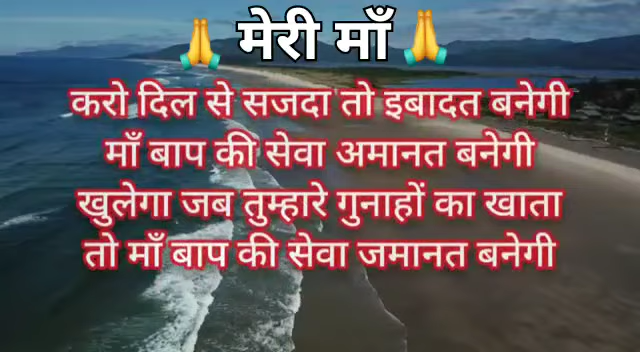 🙏 मेरी माँ 🙏
करो दिल से सजदा तो इबादत बनेगी
माँ बाप की सेवा अमानत बनेगी
खुलेगा जब तुम्हारे गुनाहों का खाता
तो माँ बाप की सेवा जमानत बनेगी